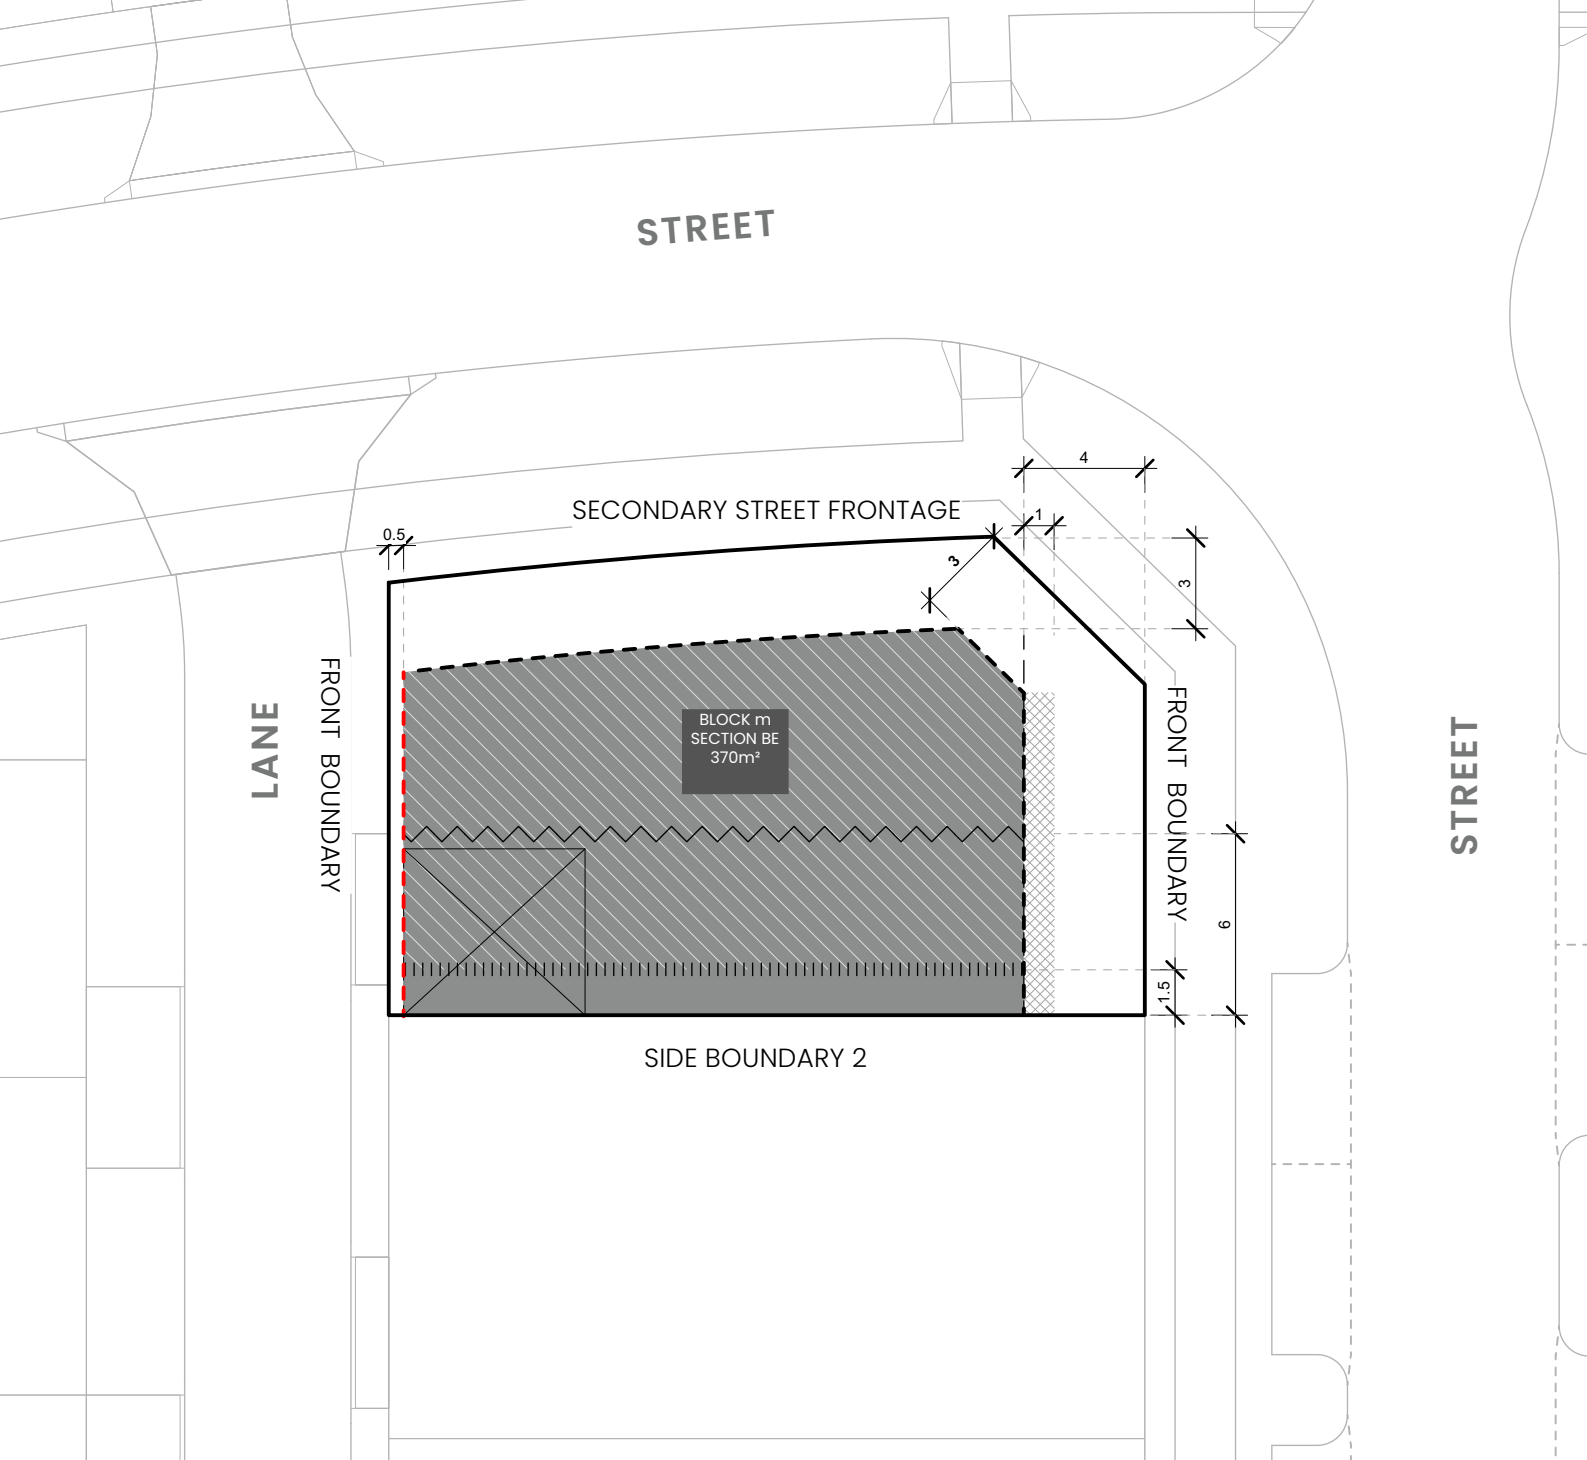 STREET
4
SECONDARY STREET FRONTAGE
1
0.5
3
3
FRONT BOUNDARY
LANE
BLOCK m
SECTION BE
370m²
FRONT BOUNDARY
STREET
6
1.5
SIDE BOUNDARY 2